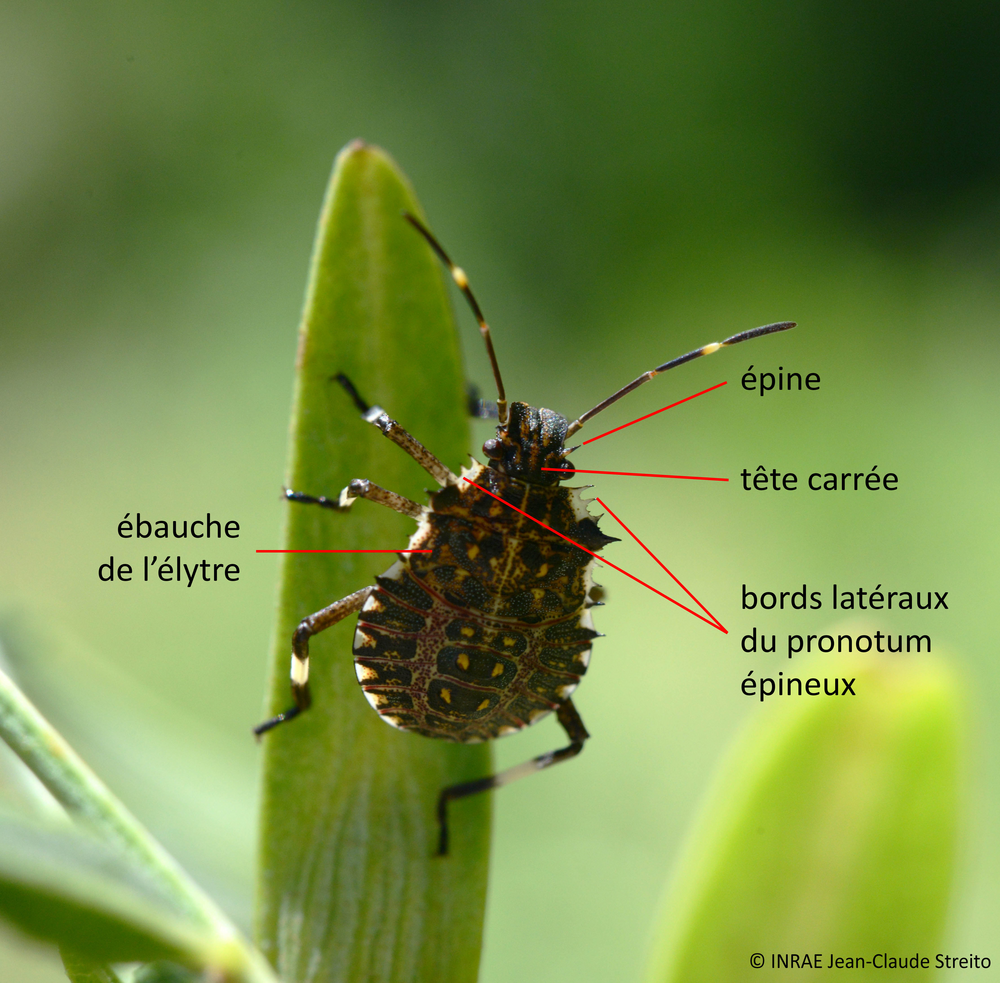 épine
tête carrée
ébauche
de l’élytre
bords latéraux
du pronotum
épineux
© INRAE Jean-Claude Streito